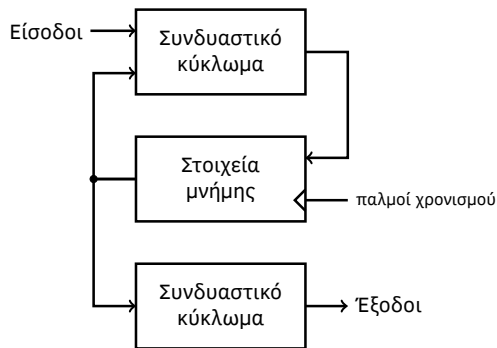 Είσοδοι
Συνδυαστικό
κύκλωμα
Στοιχεία
μνήμης
παλμοί χρονισμού
Συνδυαστικό
κύκλωμα
Έξοδοι